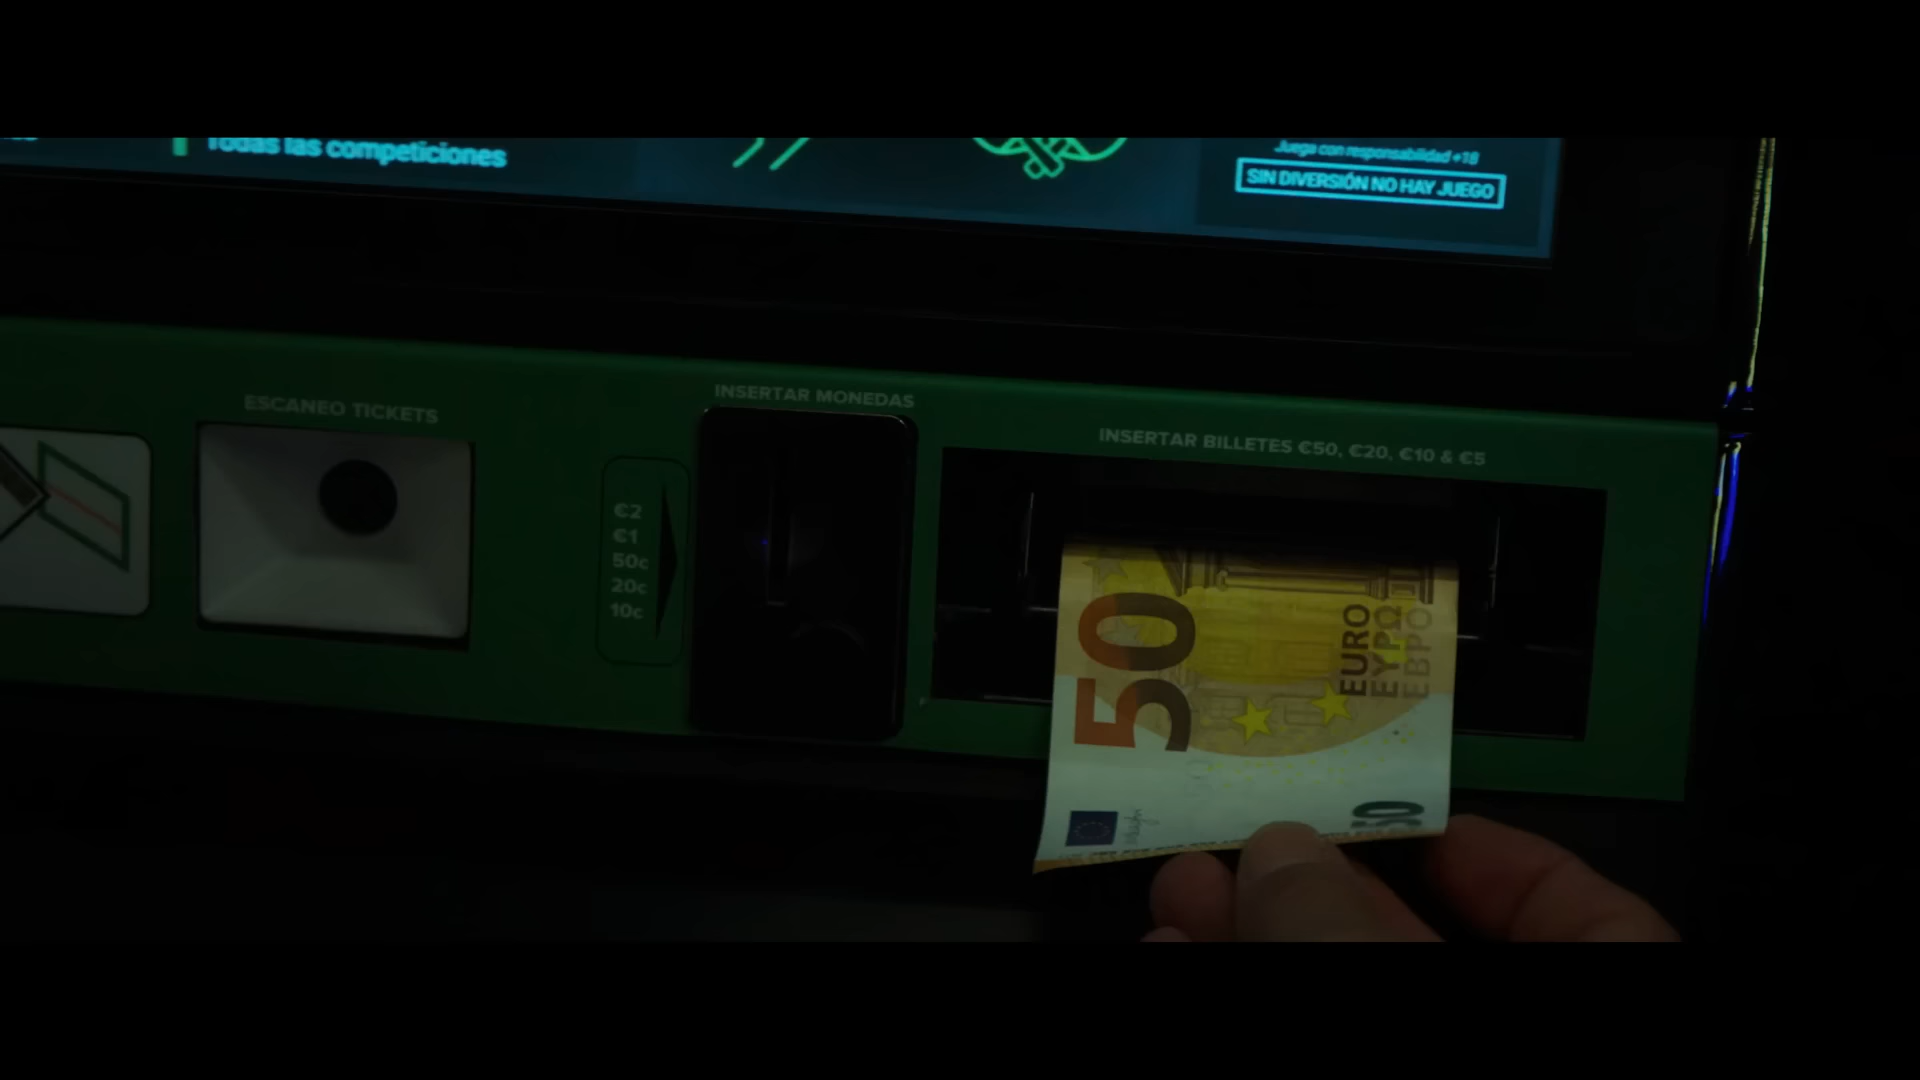 Todas las competiciones
Juega con responsabilidad +18
SIN DIVERSIÓN NO HAY JUEGO
ESCANEO TICKETS
INSERTAR MONEDAS
€2
€1
50c
20c
10c
INSERTAR BILLETES €50, €20, €10 & €5
50
EURO
ΕΥΡΩ
ЕВРО
50